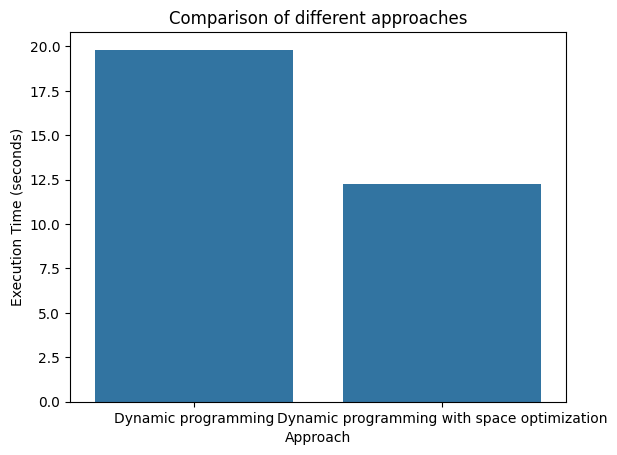 Comparison of different approaches
Execution Time (seconds)
20.0
17.5
15.0
12.5
10.0
7.5
5.0
2.5
0.0
Dynamic programming
Dynamic programming with space optimization
Approach